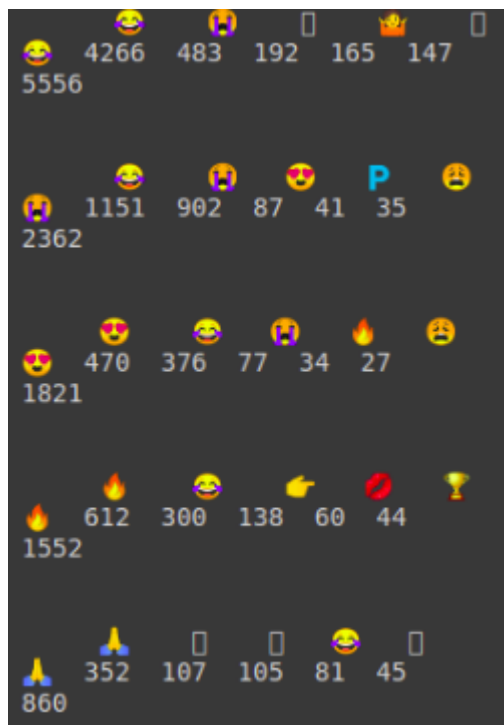 😂 😭 🤷
😂 4266 483 192 165 147
5556
😂 😭 😍 🅿 😩
😭 1151 902 87 41 35
2362
😍 😂 😭 🔥 😩
😍 470 376 77 34 27
1821
🔥 😂 👉 💋 🏆
🔥 612 300 138 60 44
1552
🙏 😂
🙏 352 107 105 81 45
860